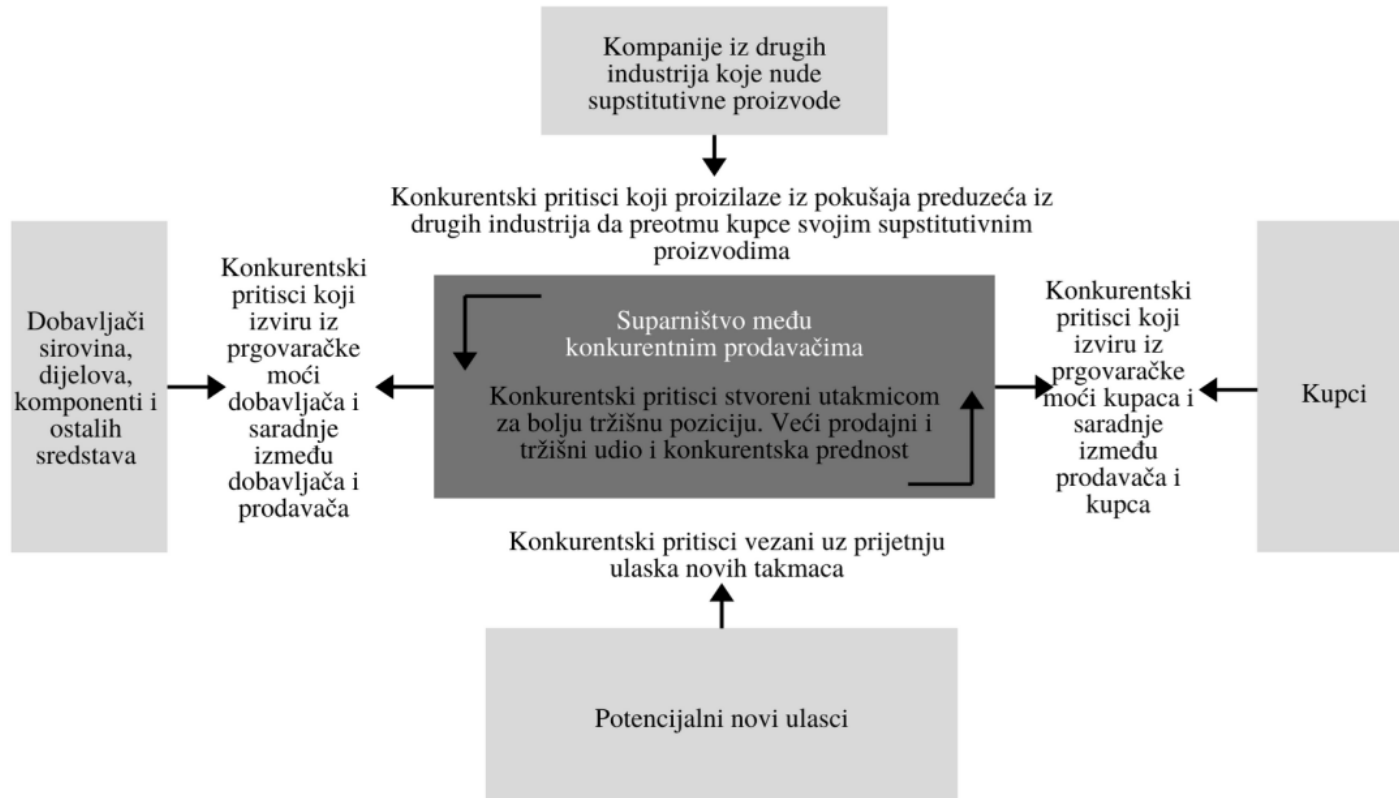 Kompanije iz drugih
industrija koje nude
supstitutivne proizvode
Konkurentski pritisci koji proizilaze iz pokušaja preduzeća iz
drugih industrija da preotmu kupce svojim supstitutivnim
proizvodima
Dobavljači
sirovina,
dijelova,
komponenti i
ostalih
sredstava
Konkurentski
pritisci koji
izviru iz
prgovaračke
moći
dobavljača i
saradnje
između
dobavljača i
prodavača
Suparništvo među
konkurentnim prodavačima
Konkurentski pritisci stvoreni utakmicom
za bolju tržišnu poziciju. Veći prodajni i
tržišni udio i konkurentska prednost
Konkurentski
pritisci koji
izviru iz
prgovaračke
moći kupaca i
saradnje
između
prodavača i
kupca
Kupci
Konkurentski pritisci vezani uz prijetnju
ulaska novih takmaca
Potencijalni novi ulasci